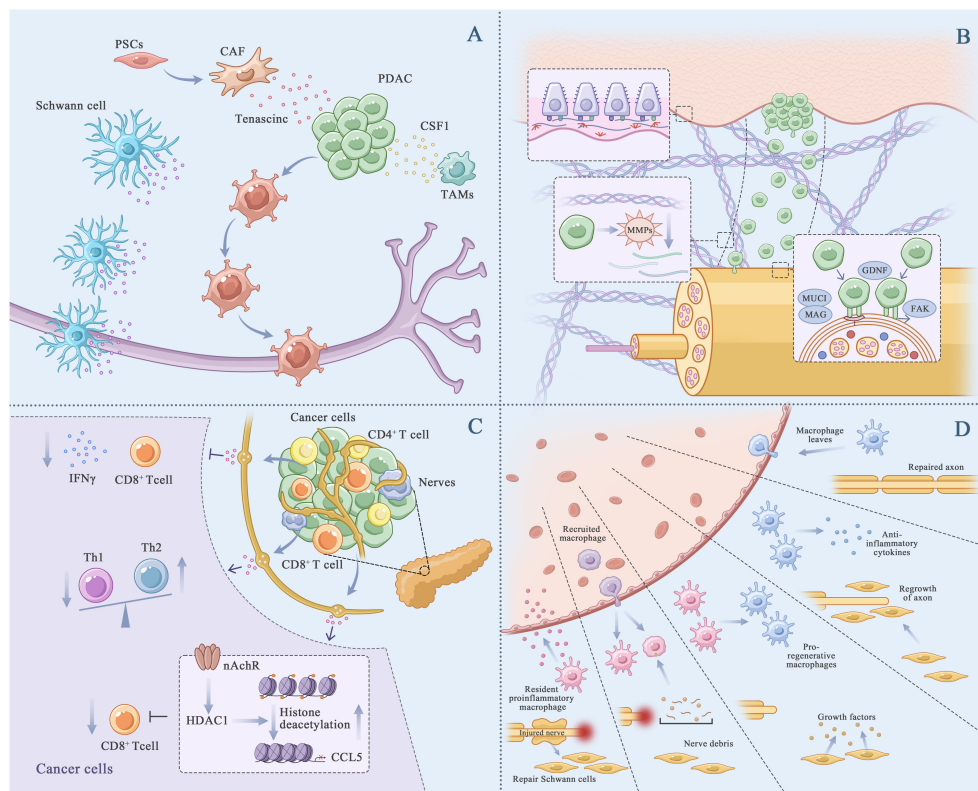 A
PSCs
CAF
PDAC
Schwann cell
Tenascinc
CSF1
TAMs
B
MMPs
GDNF
MUCI
MAG
FAK
C
Cancer cells
CD4+ T cell
IFNγ
CD8+ Tcell
Nerves
CD8+ T cell
Th1
Th2
nAchR
HDAC1
Histone
deacetylation
CD8+ Tcell
CCL5
Cancer cells
D
Macrophage
leaves
Repaired axon
Recruited
macrophage
Anti-
inflammatory
cytokines
Regrowth
of axon
Pro-
regenerative
macrophages
Resident
proinflammatory
macrophage
Growth factors
Injured nerve
Nerve debris
Repair Schwann cells